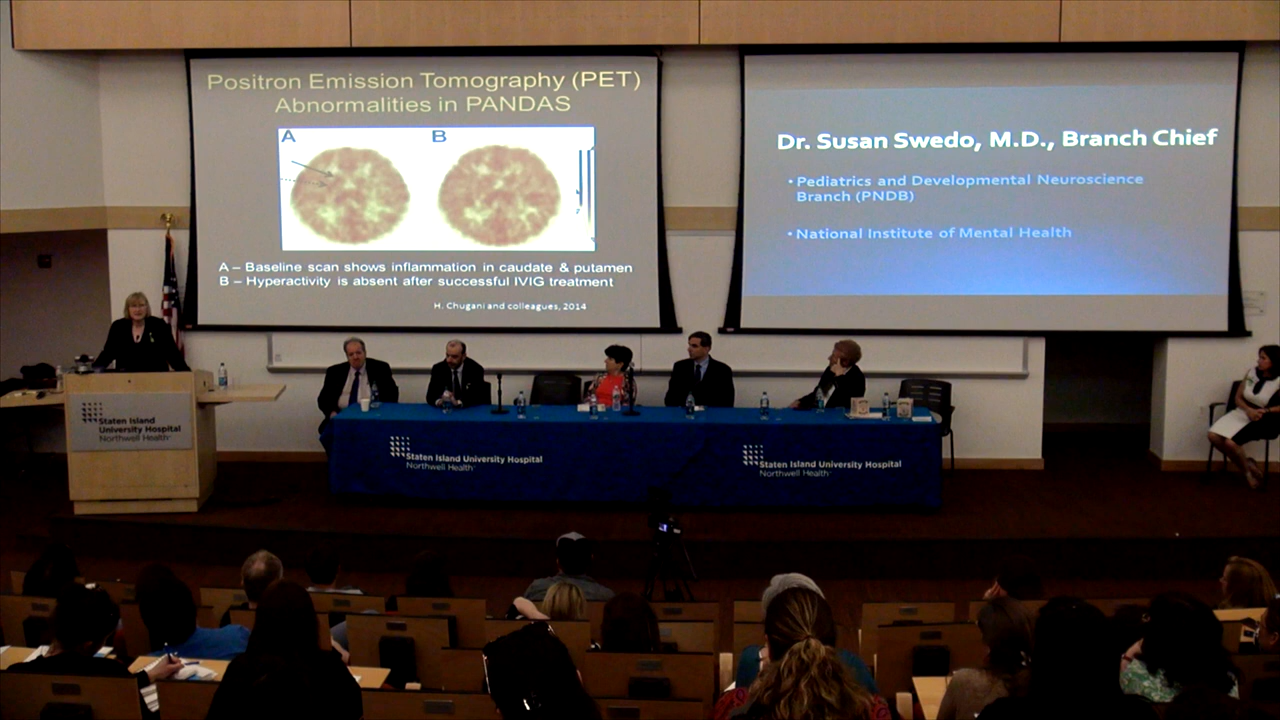 Positron Emission Tomography (PET)
Abnormalities in PANDAS
A
B
A – Baseline scan shows inflammation in caudate & putamen
B – Hyperactivity is absent after successful IVIG treatment
H. Chugani and colleagues, 2014
Dr. Susan Swedo, M.D., Branch Chief
• Pediatrics and Developmental Neuroscience
Branch (PNDB)
• National Institute of Mental Health
Staten Island
University Hospital
Northwell Health
Staten Island University Hospital
Northwell Health
Staten Island University Hospital
Northwell Health